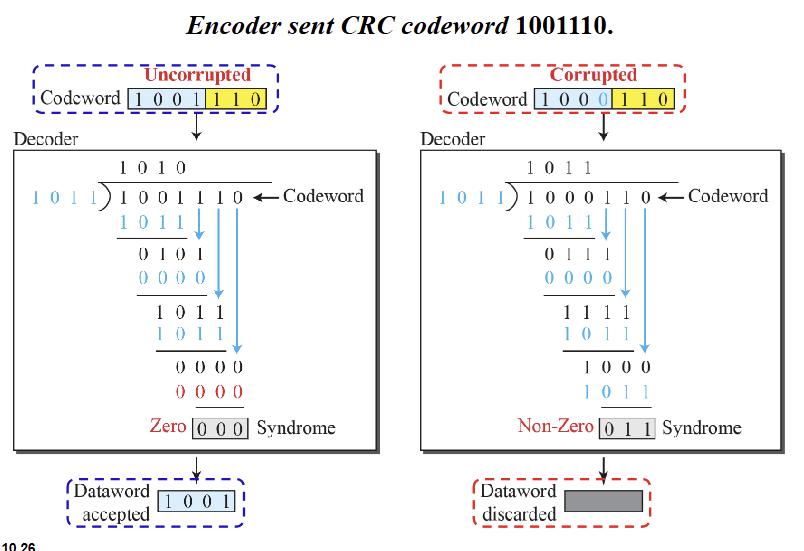 Encoder sent CRC codeword 1001110.
Uncorrupted
Codeword 1 0 0 1 1 1 0
Decoder
1 0 1 0
1 0 1 1 ) 1 0 0 1 1 1 0 Codeword
1 0 1 1
0 1 0 1
0 0 0 0
1 0 1 1
1 0 1 1
0 0 0 0
0 0 0 0
Zero 0 0 0 Syndrome
Dataword
accepted
1 0 0 1
Corrupted
Codeword 1 0 0 0 1 1 0
Decoder
1 0 1 1
1 0 1 1 ) 1 0 0 0 1 1 0 Codeword
1 0 1 1
0 1 1 1
0 0 0 0
1 1 1 1
1 0 1 1
1 0 0 0
1 0 1 1
Non-Zero 0 1 1 Syndrome
Dataword
discarded
10.26